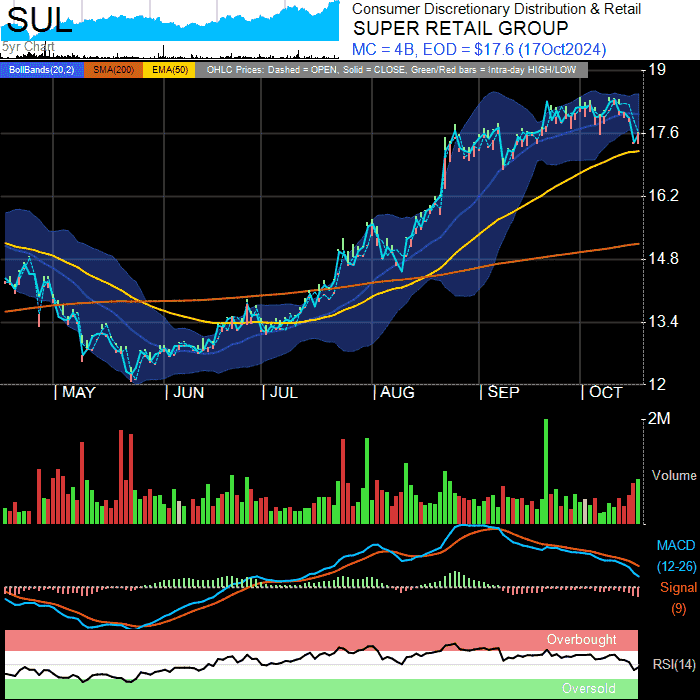 SUL
5yr Chart
Consumer Discretionary Distribution & Retail
SUPER RETAIL GROUP
MC = 4B, EOD = $17.6 (17Oct2024)
BollBands(20,2) SMA(200) EMA(50) OHLC Prices: Dashed = OPEN, Solid = CLOSE, Green/Red bars = Intra-day HIGH/LOW
19
17.6
16.2
14.8
13.4
12
MAY JUN JUL AUG SEP OCT
2M
Volume
MACD
(12-26)
Signal
(9)
Overbought
RSI(14)
Oversold